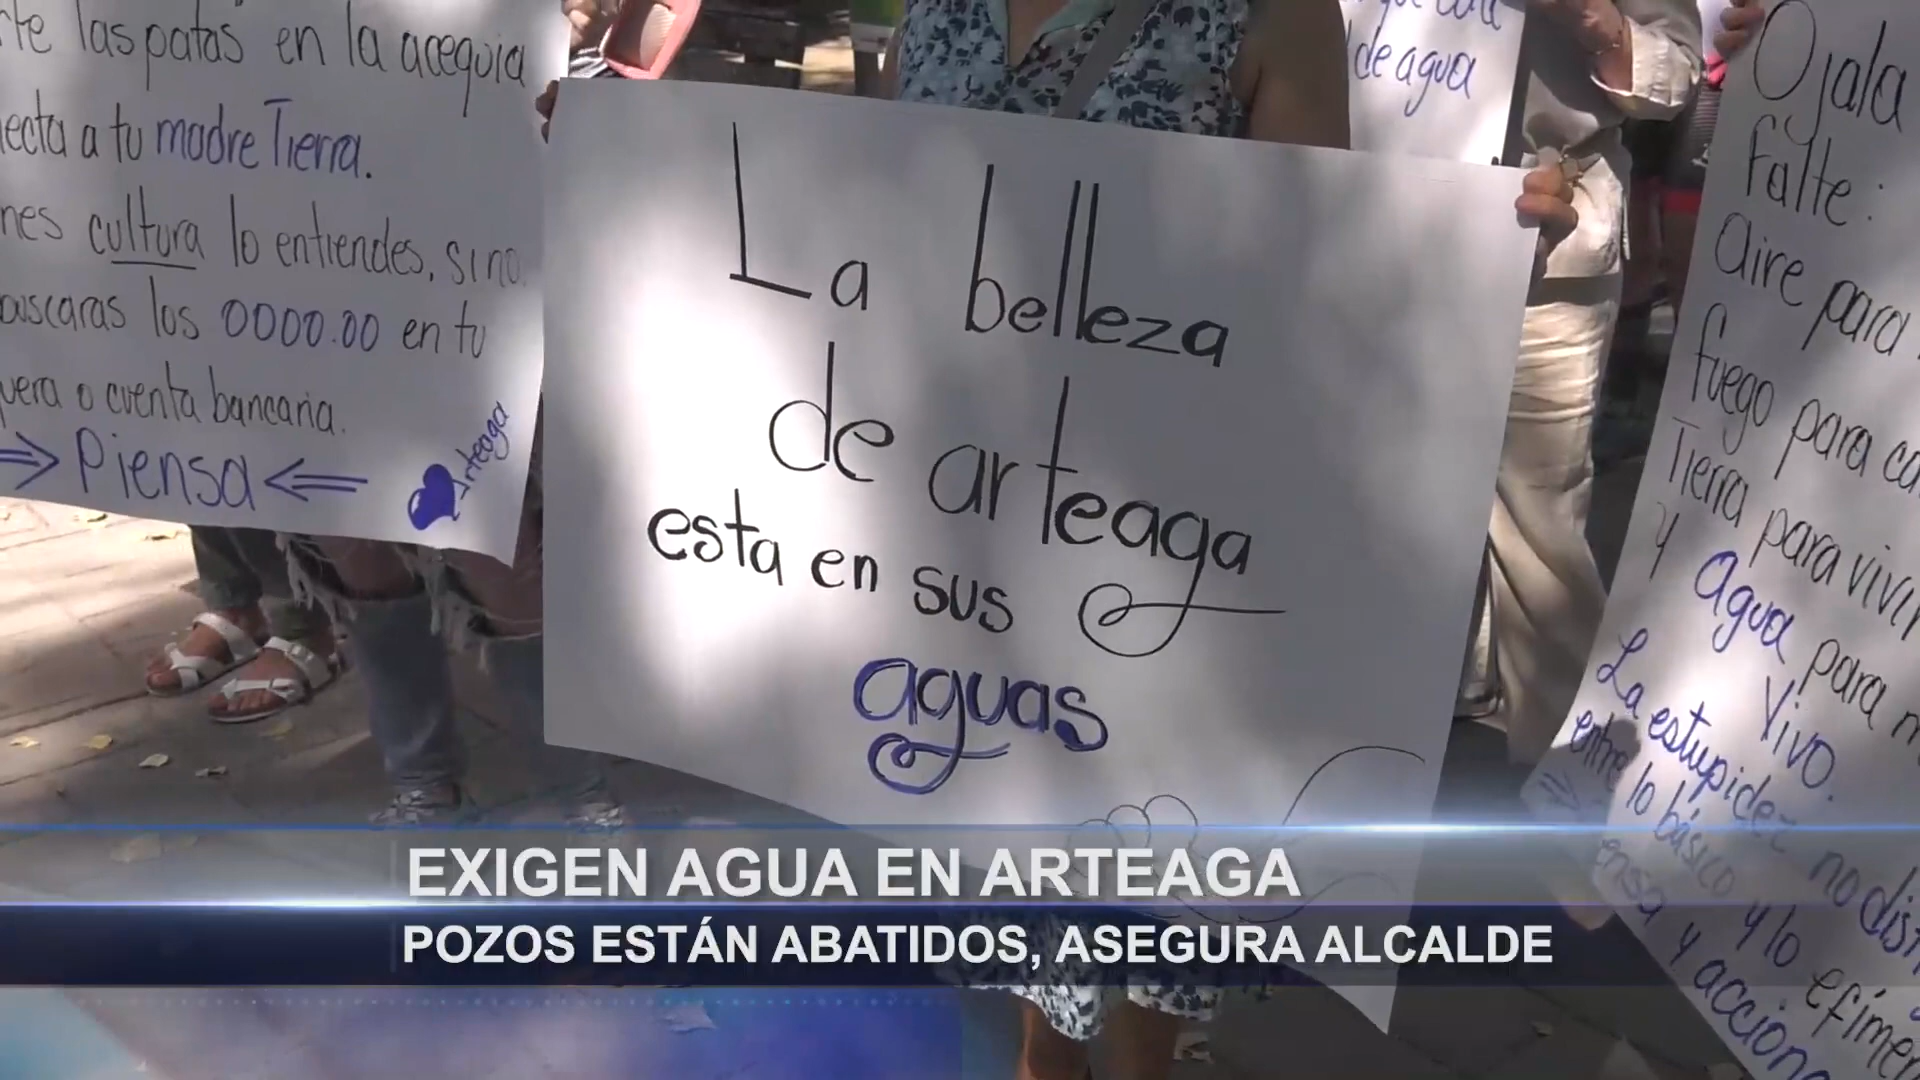 las patas" en la acequia
a tu madre Tierra.
cultura lo entiendes, si no
los 0000.00 en tu
o cuenta bancaria.
⇒ Piensa ⇐
Arteaga
La belleza
de arteaga
esta en sus
aguas
de agua
Ojala
falte:
aire para
fuego para
Tierra para vivir
y agua para
Vivo.
La estupidez no
entre lo básico y lo
y
EXIGEN AGUA EN ARTEAGA
POZOS ESTÁN ABATIDOS, ASEGURA ALCALDE